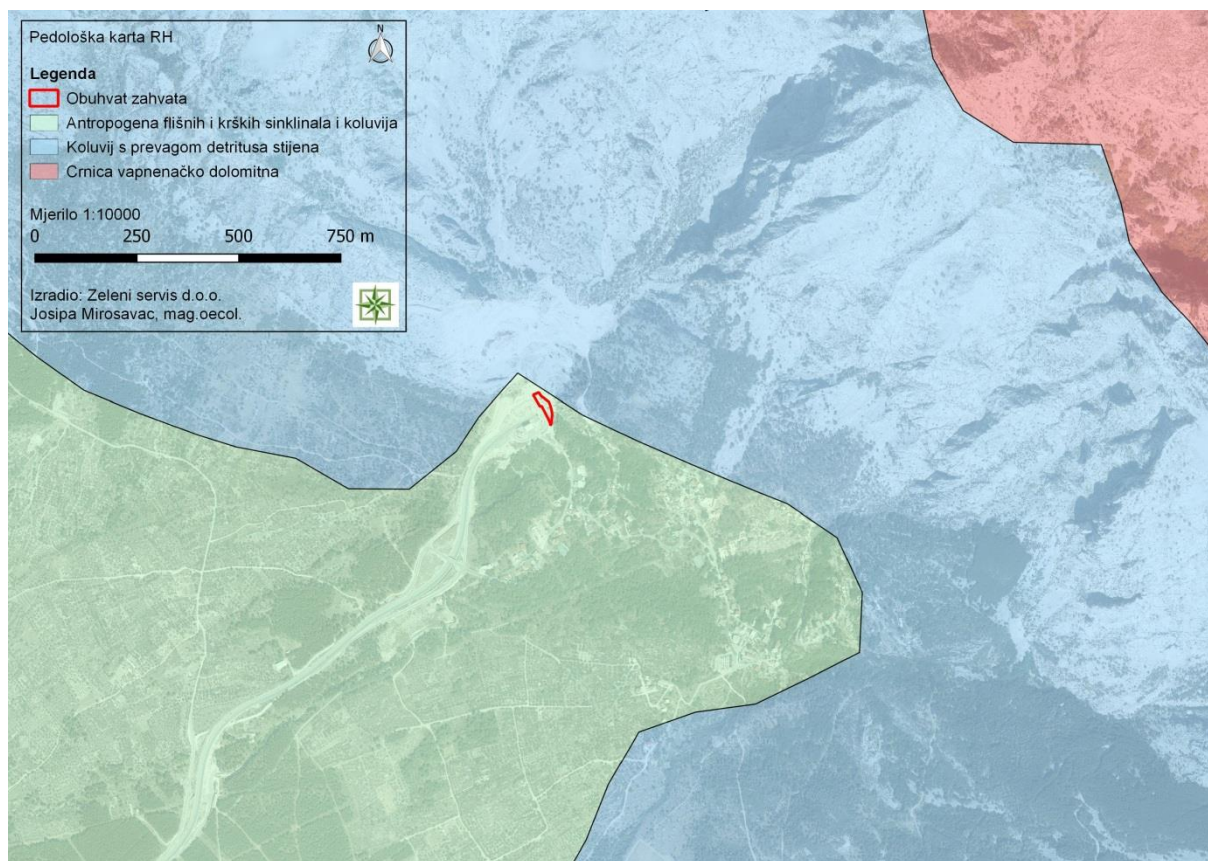 Pedološka karta RH
N
Legenda
Obuhvat zahvata
Antropogena flišnih i krških sinklinala i koluvija
Koluvij s prevagom detritusa stijena
Crnica vapnenačko dolomitna
Mjerilo 1:10000
0 250 500 750 m
Izradio: Zeleni servis d.o.o.
Josipa Mirosavac, mag.oecol.